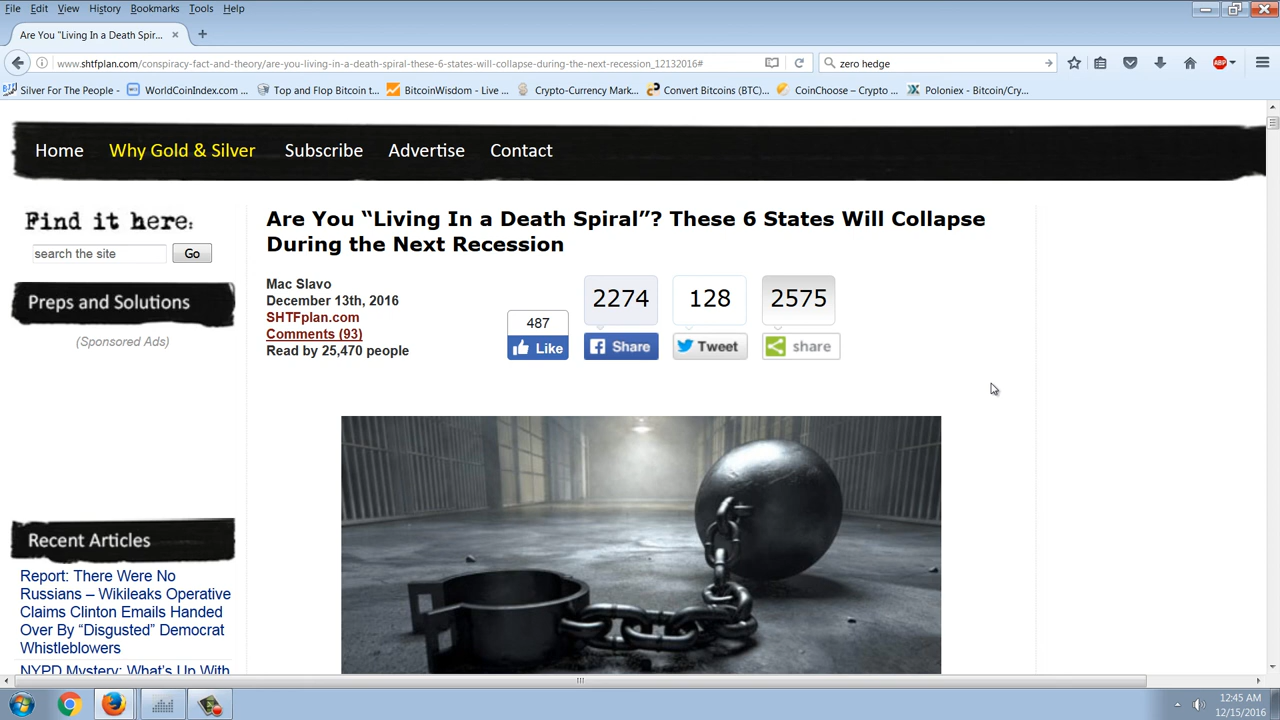 File Edit View History Bookmarks Tools Help
Are You "Living In a Death Spir...
www.shtfplan.com/conspiracy-fact-and-theory/are-you-living-in-a-death-spiral-these-6-states-will-collapse-during-the-next-recession_12132016#
zero hedge
ABP
Silver For The People -
WorldCoinIndex.com ...
Top and Flop Bitcoin t...
BitcoinWisdom - Live ...
Crypto-Currency Mark...
Convert Bitcoins (BTC)...
CoinChoose – Crypto ...
Poloniex - Bitcoin/Cry...
Home Why Gold & Silver Subscribe Advertise Contact
Find it here:
search the site Go
Preps and Solutions
(Sponsored Ads)
Recent Articles
Report: There Were No
Russians – Wikileaks Operative
Claims Clinton Emails Handed
Over By “Disgusted” Democrat
Whistleblowers
NYPD Mystery: What’s Up With
Are You “Living In a Death Spiral”? These 6 States Will Collapse
During the Next Recession
Mac Slavo
December 13th, 2016
SHTFplan.com
Comments (93)
Read by 25,470 people
487
Like
2274
Share
128
Tweet
2575
share
12:45 AM
12/15/2016